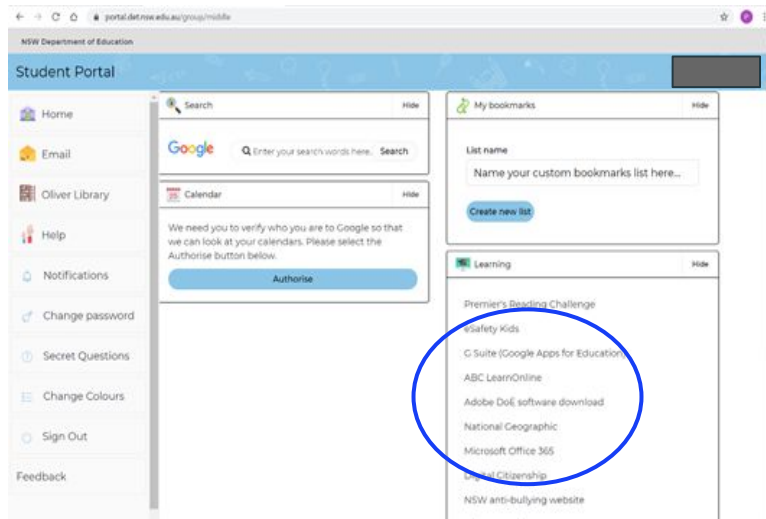 portal.det.nsw.edu.au/group/middle
NSW Department of Education
Student Portal
Home
Email
Oliver Library
Help
Notifications
Change password
Secret Questions
Change Colours
Sign Out
Feedback
Search Hide
Google Enter your search words here.. Search
Calendar Hide
We need you to verify who you are to Google so that
we can look at your calendars. Please select the
Authorise button below.
Authorise
My bookmarks Hide
List name
Name your custom bookmarks list here...
Create new list
Learning Hide
Premier's Reading Challenge
eSafety Kids
G Suite (Google Apps for Education)
ABC LearnOnline
Adobe DoE software download
National Geographic
Microsoft Office 365
Digital Citizenship
NSW anti-bullying website